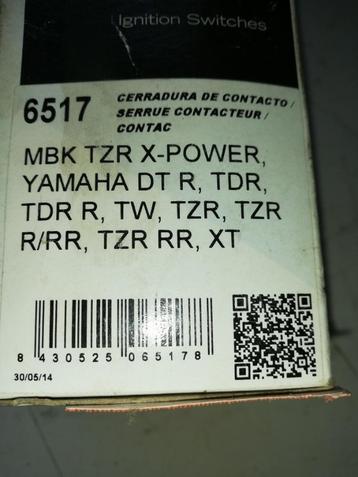 Ignition Switches
6517
CERRADURA DE CONTACTO /
SERRUE CONTACTEUR /
CONTAC
MBK TZR X-POWER,
YAMAHA DT R, TDR,
TDR R, TW, TZR, TZR
R/RR, TZR RR, XT
8 430525 065178
30/05/14